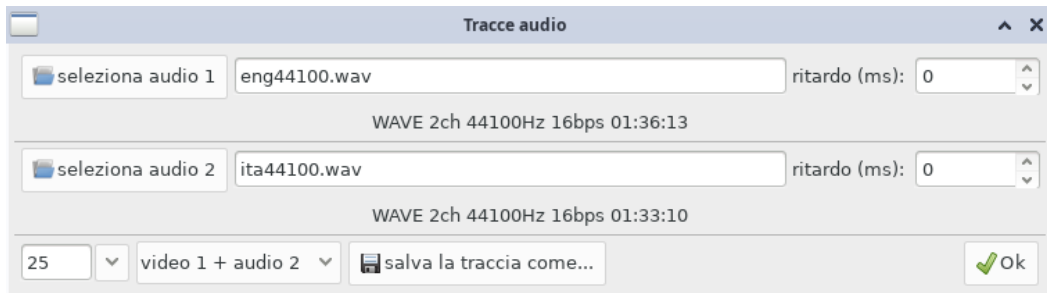 Tracce audio
seleziona audio 1 eng44100.wav ritardo (ms): 0
WAVE 2ch 44100Hz 16bps 01:36:13
seleziona audio 2 ita44100.wav ritardo (ms): 0
WAVE 2ch 44100Hz 16bps 01:33:10
25 video 1 + audio 2 salva la traccia come... Ok